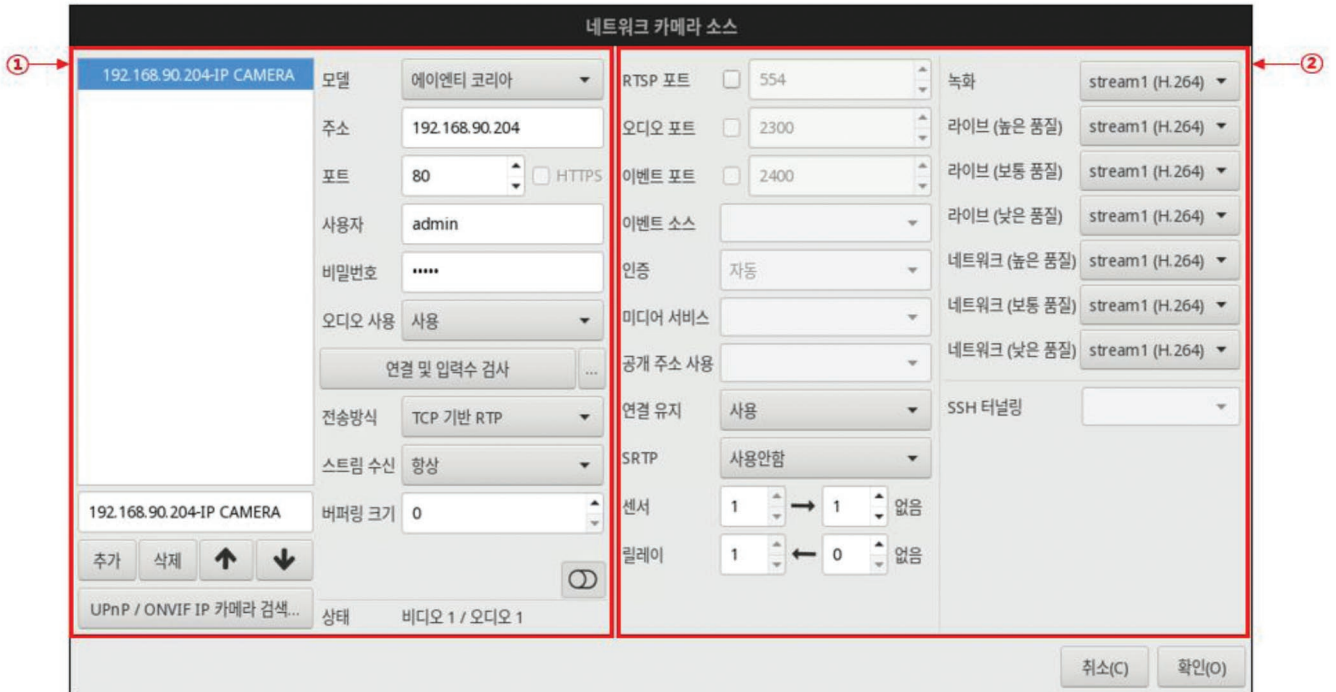 네트워크 카메라 소스
①
②
192.168.90.204-IP CAMERA
192.168.90.204-IP CAMERA
추가 삭제
UPnP / ONVIF IP 카메라 검색...
모델 에이엔티 코리아
주소 192.168.90.204
포트 80 HTTPS
사용자 admin
비밀번호 •••••
오디오 사용 사용
연결 및 입력수 검사 ...
전송방식 TCP 기반 RTP
스트림 수신 항상
버퍼링 크기 0
상태 비디오 1 / 오디오 1
RTSP 포트 554
오디오 포트 2300
이벤트 포트 2400
이벤트 소스
인증 자동
미디어 서비스
공개 주소 사용
연결 유지 사용
SRTP 사용안함
센서 1 → 1 없음
릴레이 1 ← 0 없음
녹화 stream1 (H.264)
라이브 (높은 품질) stream1 (H.264)
라이브 (보통 품질) stream1 (H.264)
라이브 (낮은 품질) stream1 (H.264)
네트워크 (높은 품질) stream1 (H.264)
네트워크 (보통 품질) stream1 (H.264)
네트워크 (낮은 품질) stream1 (H.264)
SSH 터널링
취소(C) 확인(O)